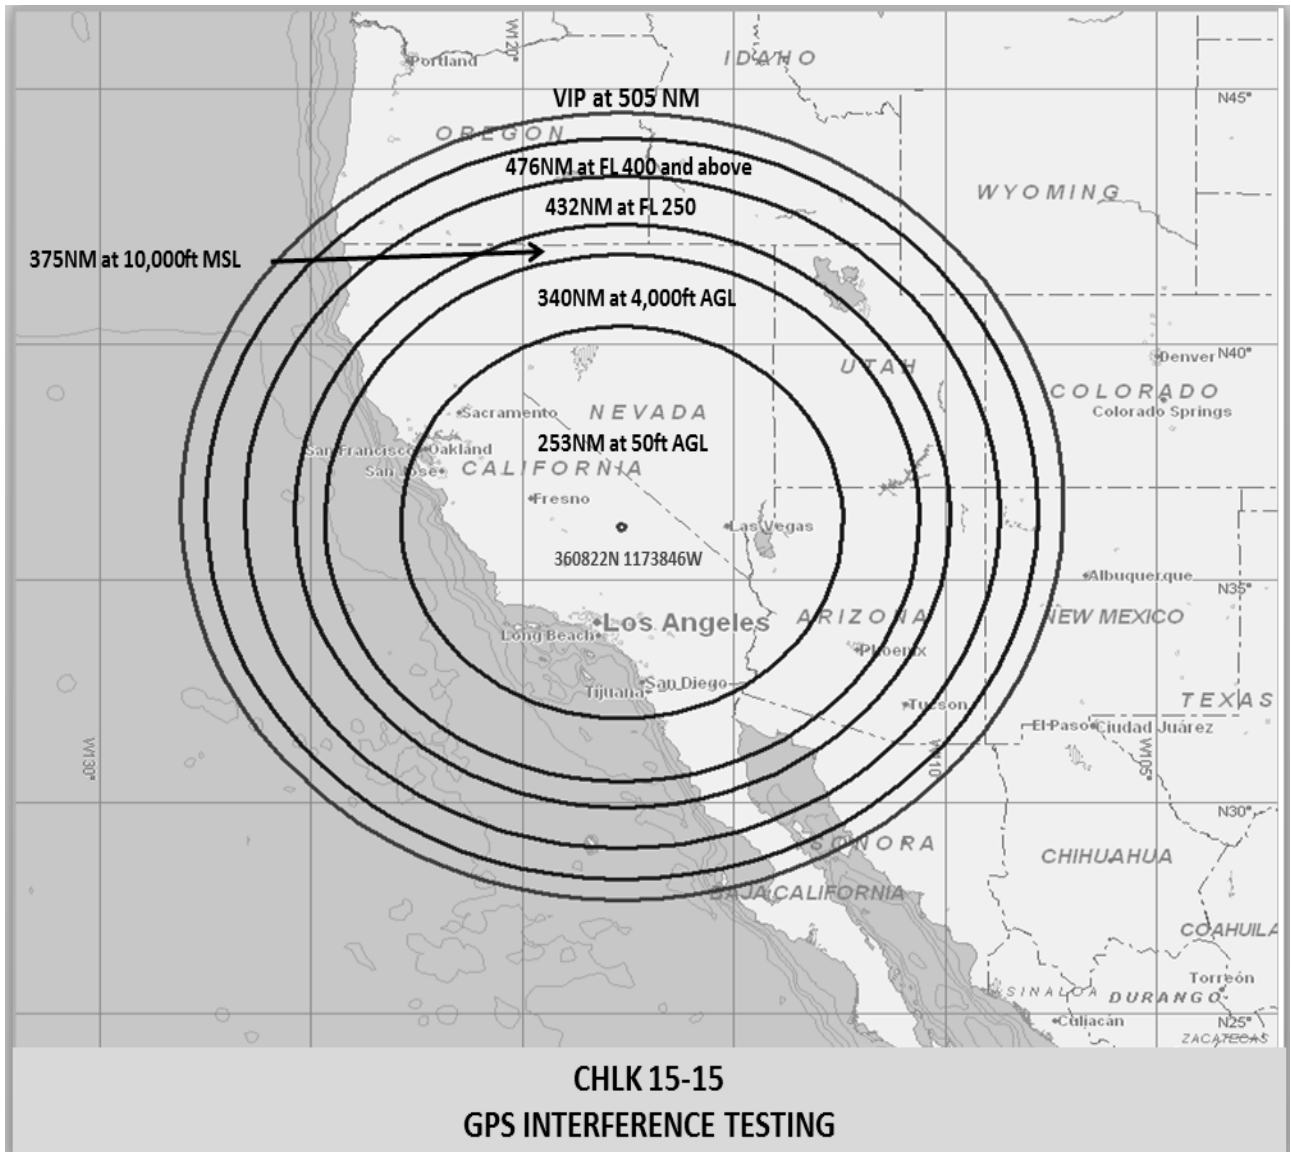 Portland
W120°
IDAHO
VIP at 505 NM
N45°
OREGON
476NM at FL 400 and above
WYOMING
432NM at FL 250
375NM at 10,000ft MSL
340NM at 4,000ft AGL
Denver
N40°
UTAH
COLORADO
Colorado Springs
Sacramento
NEVADA
253NM at 50ft AGL
San Francisco
Oakland
San Jose
CALIFORNIA
Fresno
Las Vegas
360822N 1173846W
Albuquerque
N35°
Los Angeles
ARIZONA
NEW MEXICO
Long Beach
Phoenix
San Diego
Tijuana
Tucson
TEXAS
El Paso
Ciudad Juárez
W130°
W110
W105°
N30°
SONORA
CHIHUAHUA
BAJA CALIFORNIA
COAHUILA
Torreón
SINALOA
DURANGO
Culiacán
N25°
ZACATECAS
CHLK 15-15
GPS INTERFERENCE TESTING